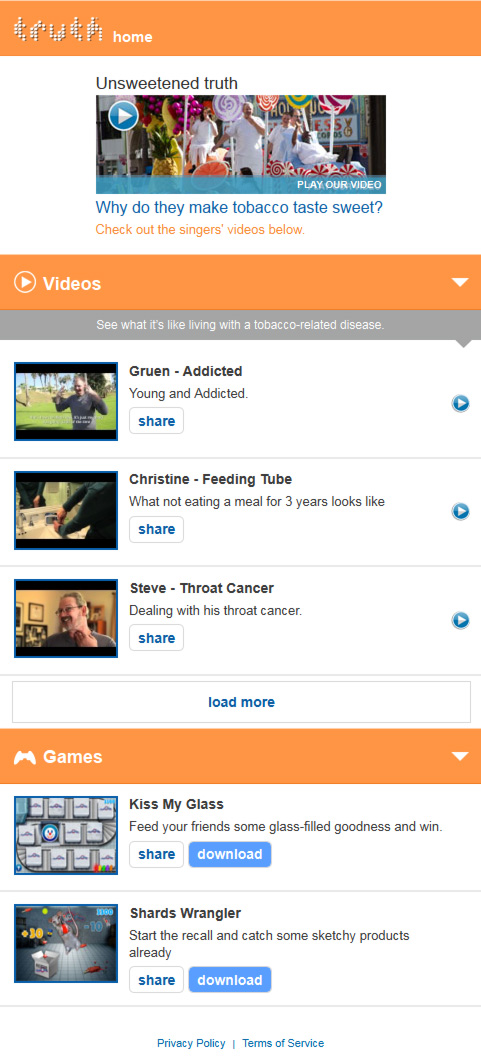 truth home
Unsweetened truth
PLAY OUR VIDEO
Why do they make tobacco taste sweet?
Check out the singers' videos below.
Videos
See what it's like living with a tobacco-related disease.
Gruen - Addicted
Young and Addicted.
share
Christine - Feeding Tube
What not eating a meal for 3 years looks like
share
Steve - Throat Cancer
Dealing with his throat cancer.
share
load more
Games
Kiss My Glass
Feed your friends some glass-filled goodness and win.
share download
Shards Wrangler
+30
Start the recall and catch some sketchy products
already
share download
Privacy Policy | Terms of Service